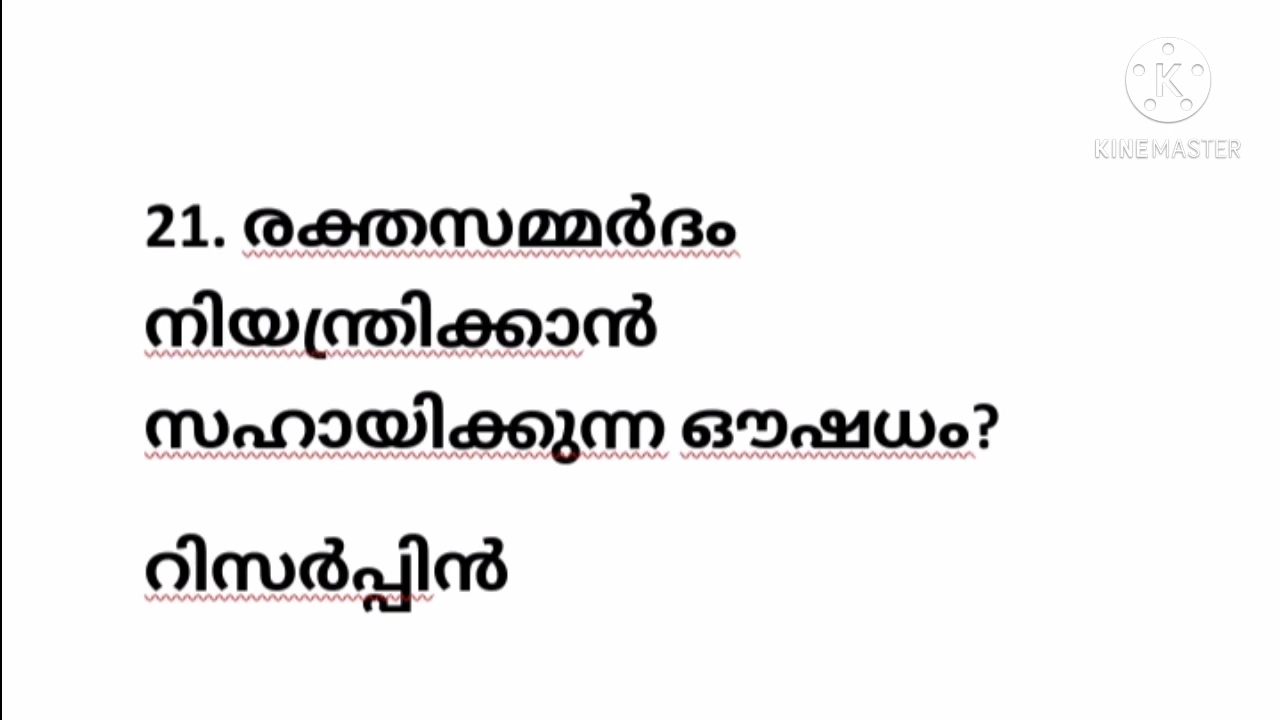 K
KINEMASTER
21. രക്തസമ്മർദം
നിയന്ത്രിക്കാൻ
സഹായിക്കുന്ന ഔഷധം?
റിസർപ്പിൻ